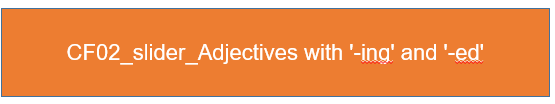 CF02_slider_Adjectives with '-ing' and '-ed'